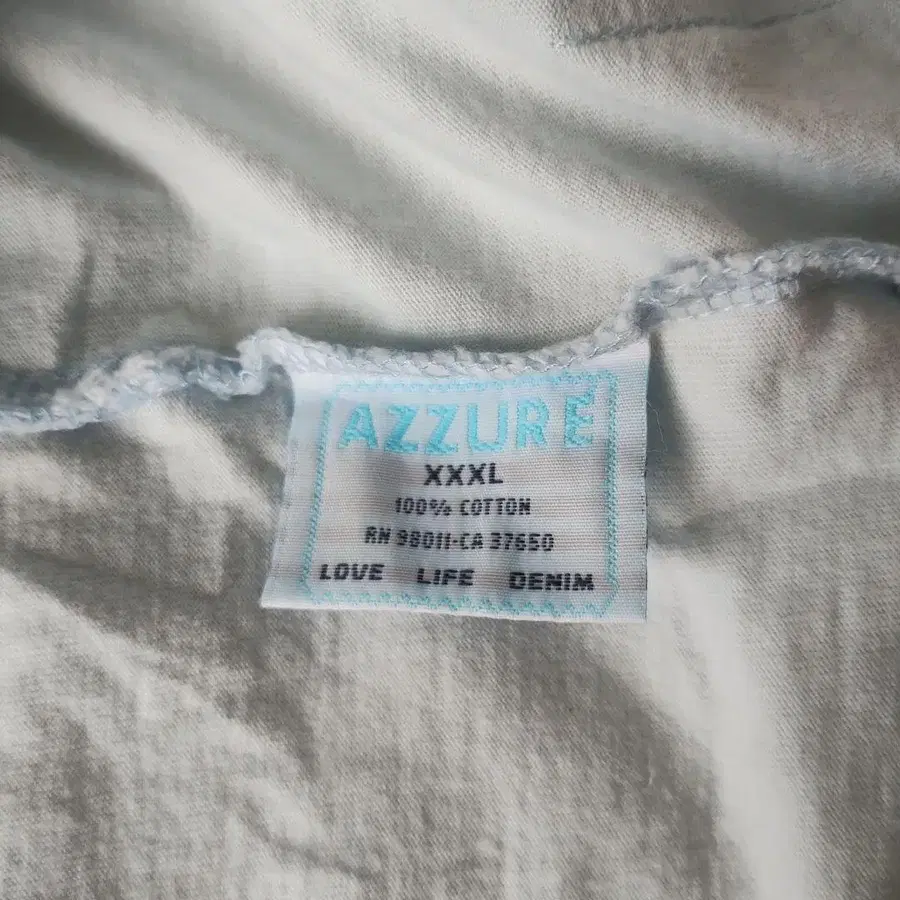 AZZURE
XXXL
100% COTTON
RN 98011-CA 37650
LOVE LIFE DENIM